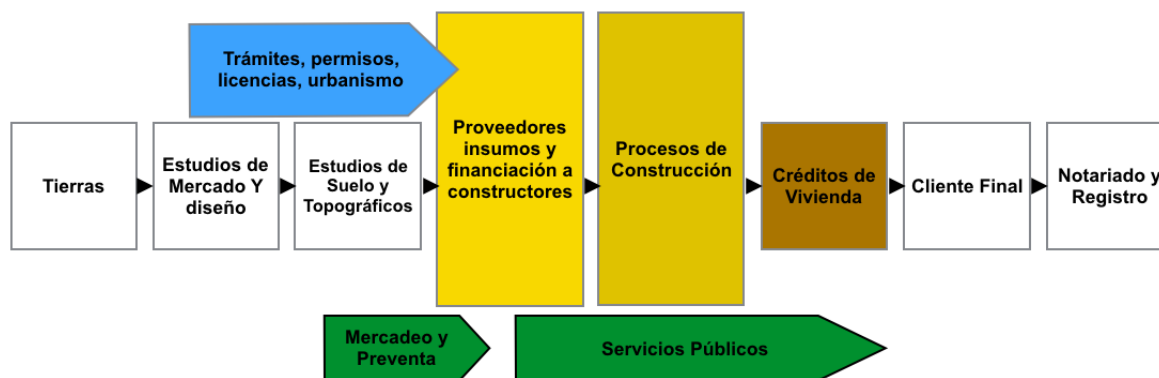 Trámites, permisos,
licencias, urbanismo
Tierras
Estudios de
Mercado Y
diseño
Estudios de
Suelo y
Topográficos
Proveedores
insumos y
financiación a
constructores
Procesos de
Construcción
Créditos de
Vivienda
Cliente Final
Notariado y
Registro
Mercadeo y
Preventa
Servicios Públicos